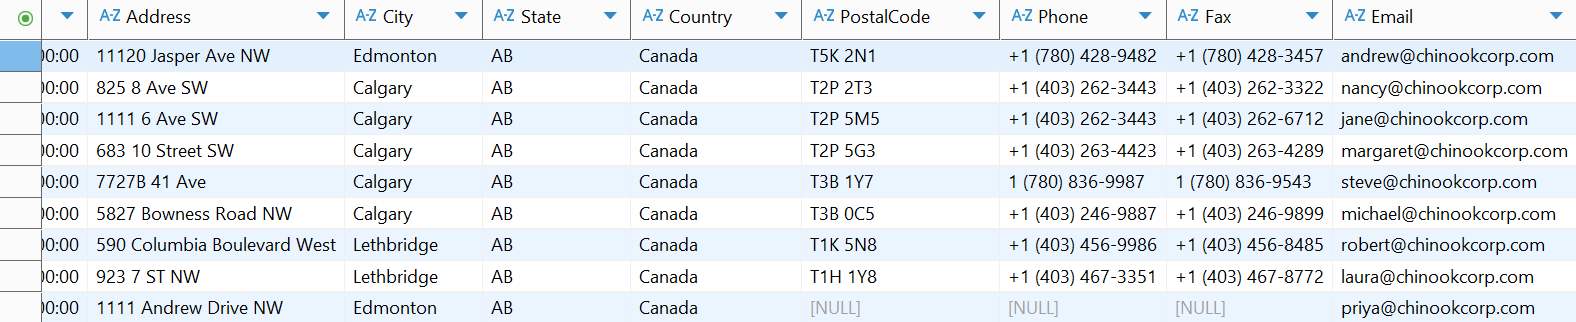 A-Z Address A-Z City A-Z State A-Z Country A-Z PostalCode A-Z Phone A-Z Fax A-Z Email
00:00 11120 Jasper Ave NW Edmonton AB Canada T5K 2N1 +1 (780) 428-9482 +1 (780) 428-3457 andrew@chinookcorp.com
00:00 825 8 Ave SW Calgary AB Canada T2P 2T3 +1 (403) 262-3443 +1 (403) 262-3322 nancy@chinookcorp.com
00:00 1111 6 Ave SW Calgary AB Canada T2P 5M5 +1 (403) 262-3443 +1 (403) 262-6712 jane@chinookcorp.com
00:00 683 10 Street SW Calgary AB Canada T2P 5G3 +1 (403) 263-4423 +1 (403) 263-4289 margaret@chinookcorp.com
00:00 7727B 41 Ave Calgary AB Canada T3B 1Y7 1 (780) 836-9987 1 (780) 836-9543 steve@chinookcorp.com
00:00 5827 Bowness Road NW Calgary AB Canada T3B 0C5 +1 (403) 246-9887 +1 (403) 246-9899 michael@chinookcorp.com
00:00 590 Columbia Boulevard West Lethbridge AB Canada T1K 5N8 +1 (403) 456-9986 +1 (403) 456-8485 robert@chinookcorp.com
00:00 923 7 ST NW Lethbridge AB Canada T1H 1Y8 +1 (403) 467-3351 +1 (403) 467-8772 laura@chinookcorp.com
00:00 1111 Andrew Drive NW Edmonton AB Canada [NULL] [NULL] [NULL] priya@chinookcorp.com